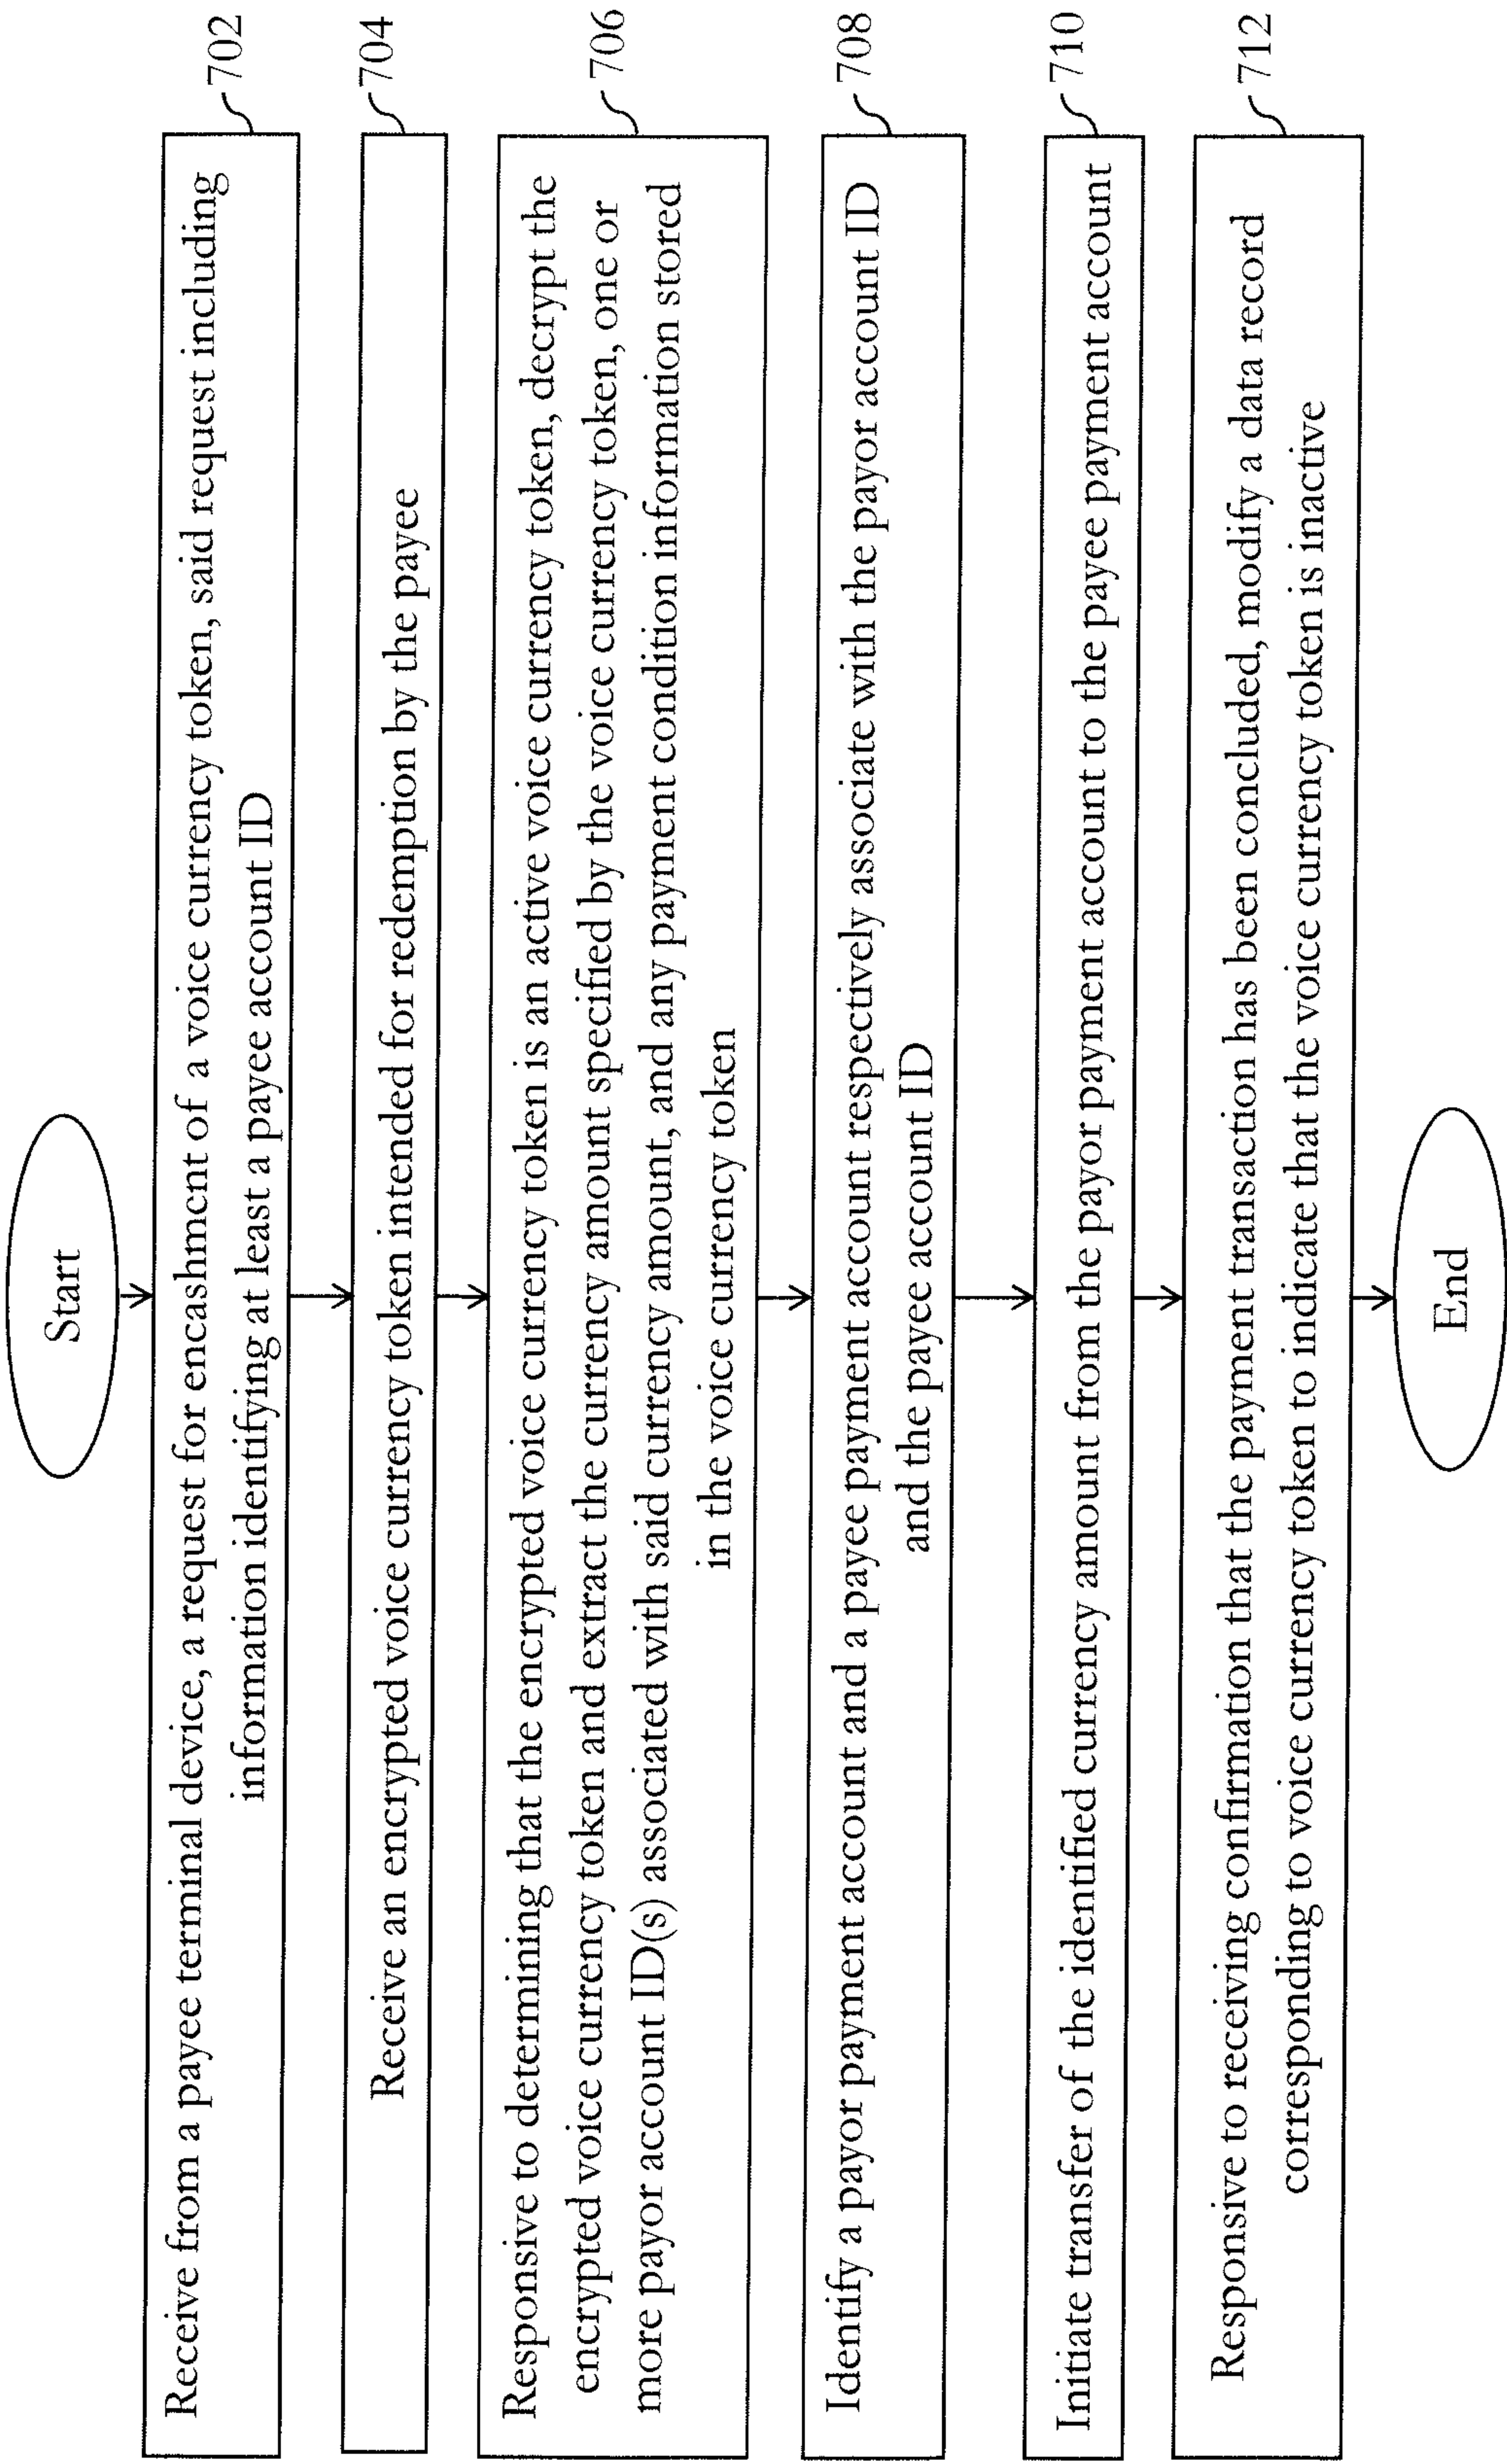 Start
Receive from a payee terminal device, a request for encashment of a voice currency token, said request including
information identifying at least a payee account ID
702
Receive an encrypted voice currency token intended for redemption by the payee
704
Responsive to determining that the encrypted voice currency token is an active voice currency token, decrypt the
encrypted voice currency token and extract the currency amount specified by the voice currency token, one or
more payor account ID(s) associated with said currency amount, and any payment condition information stored
in the voice currency token
706
Identify a payor payment account and a payee payment account respectively associate with the payor account ID
and the payee account ID
708
Initiate transfer of the identified currency amount from the payor payment account to the payee payment account
710
Responsive to receiving confirmation that the payment transaction has been concluded, modify a data record
corresponding to voice currency token to indicate that the voice currency token is inactive
712
End